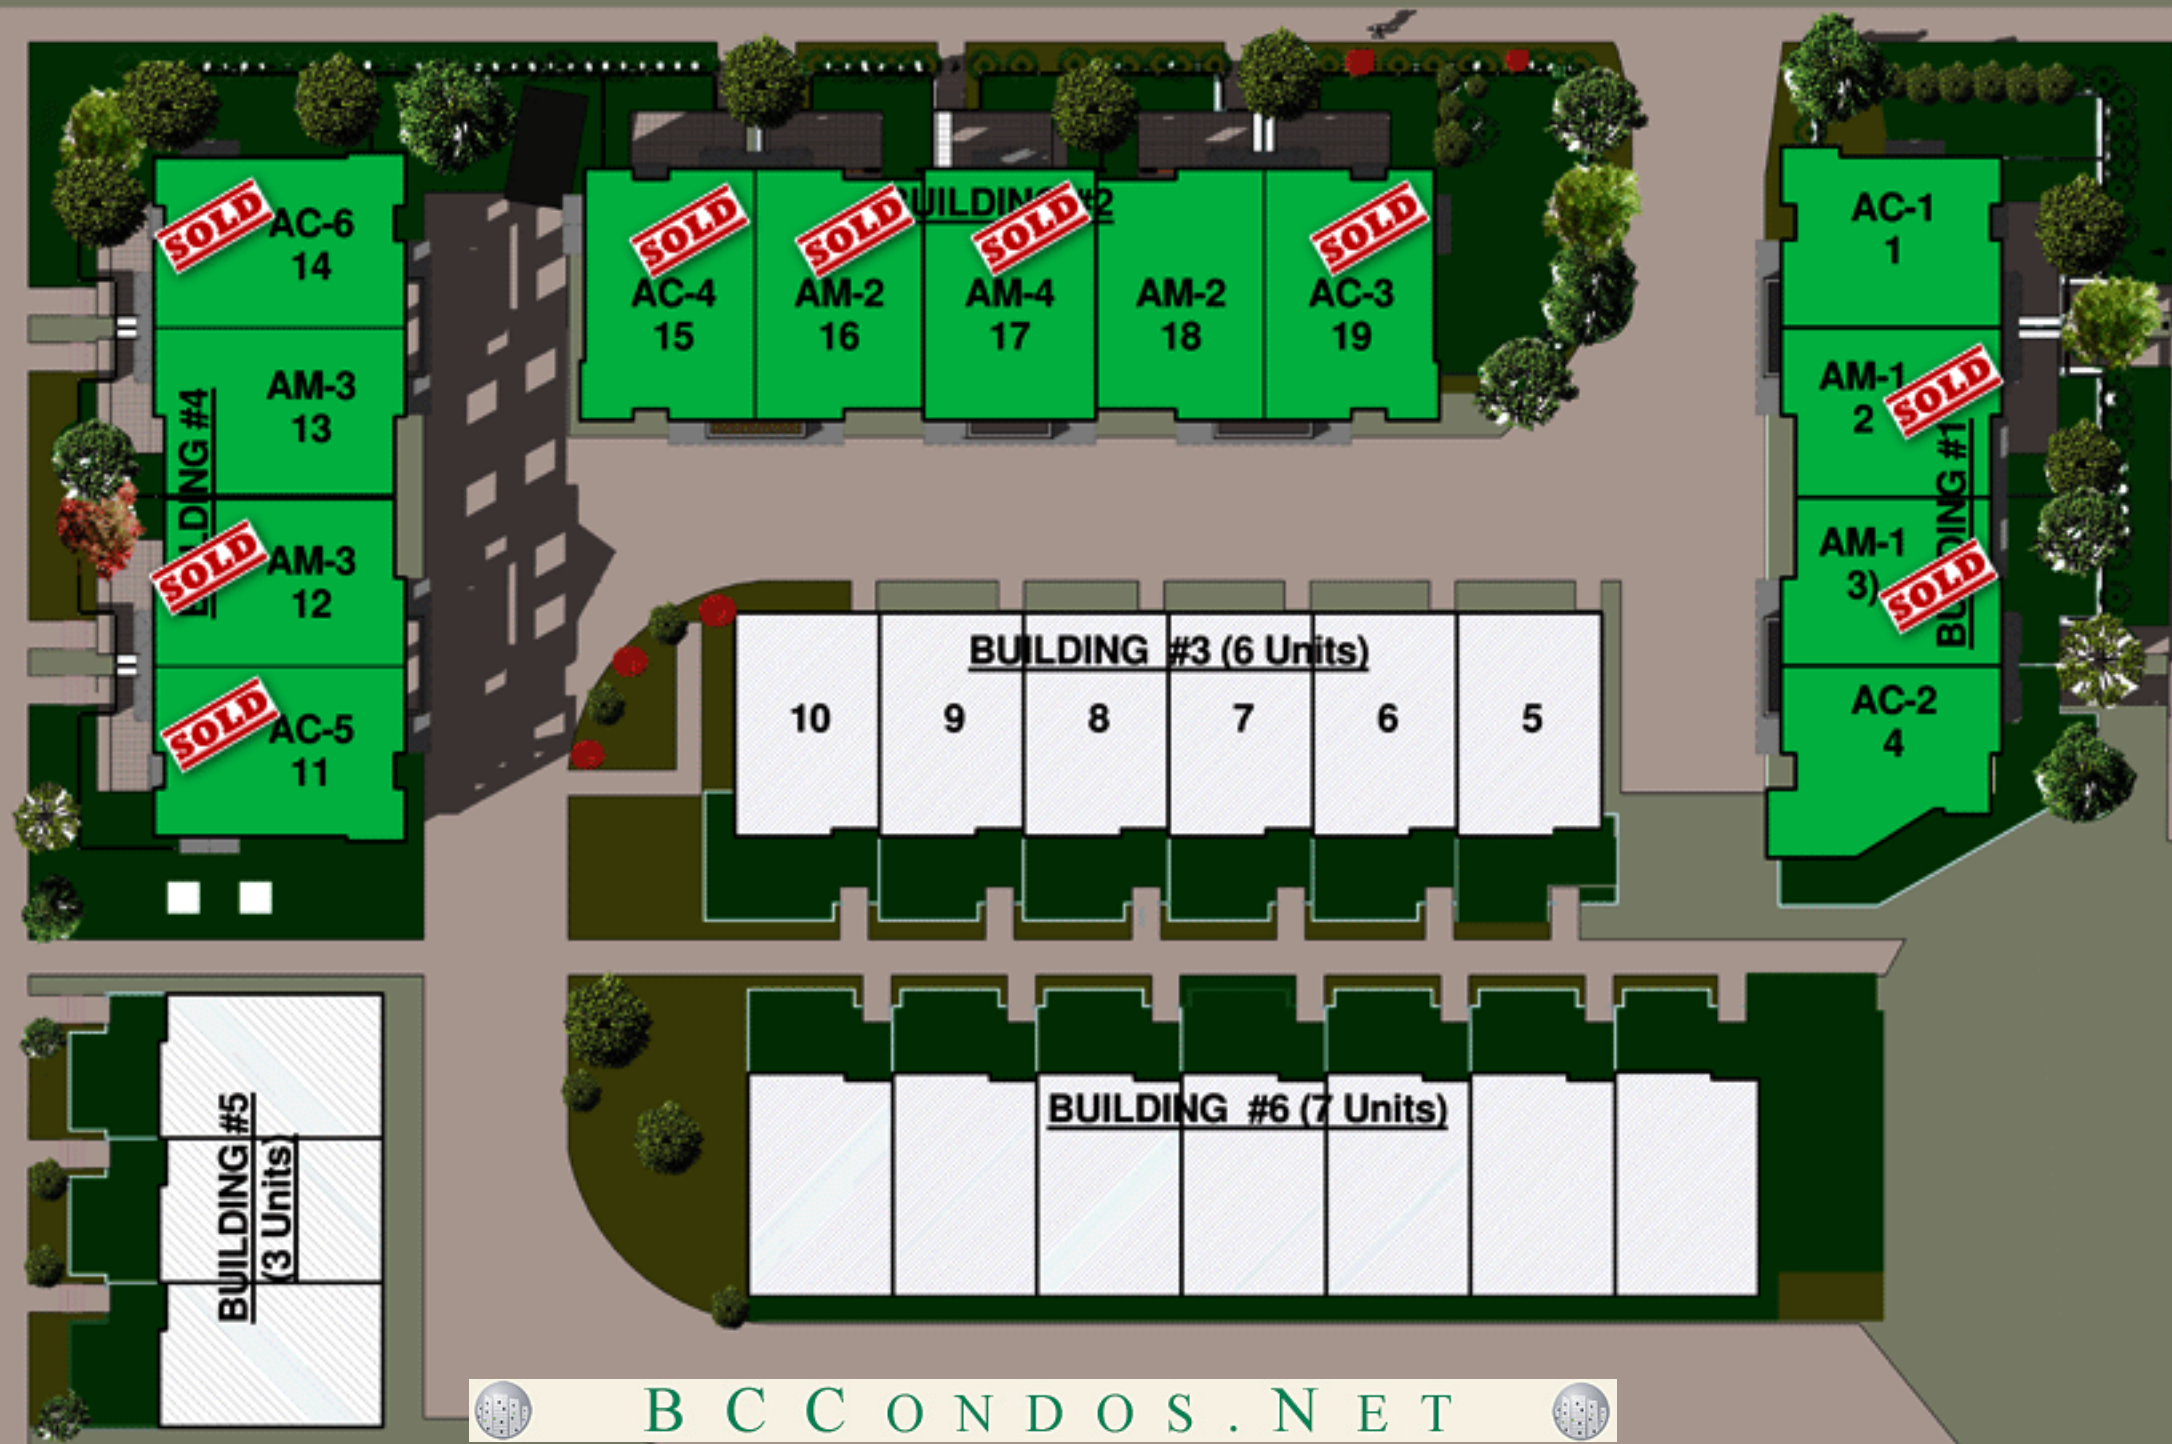 SOLD
AC-6
14
AM-3
13
BUILDING #4
SOLD
AM-3
12
SOLD
AC-5
11
BUILDING #2
SOLD
AC-4
15
SOLD
AM-2
16
SOLD
AM-4
17
AM-2
18
SOLD
AC-3
19
AC-1
1
AM-1
2
SOLD
BUILDING #1
AM-1
3)
SOLD
AC-2
4
BUILDING #3 (6 Units)
10 9 8 7 6 5
BUILDING #5
(3 Units)
BUILDING #6 (7 Units)
BCCONDOS.NET